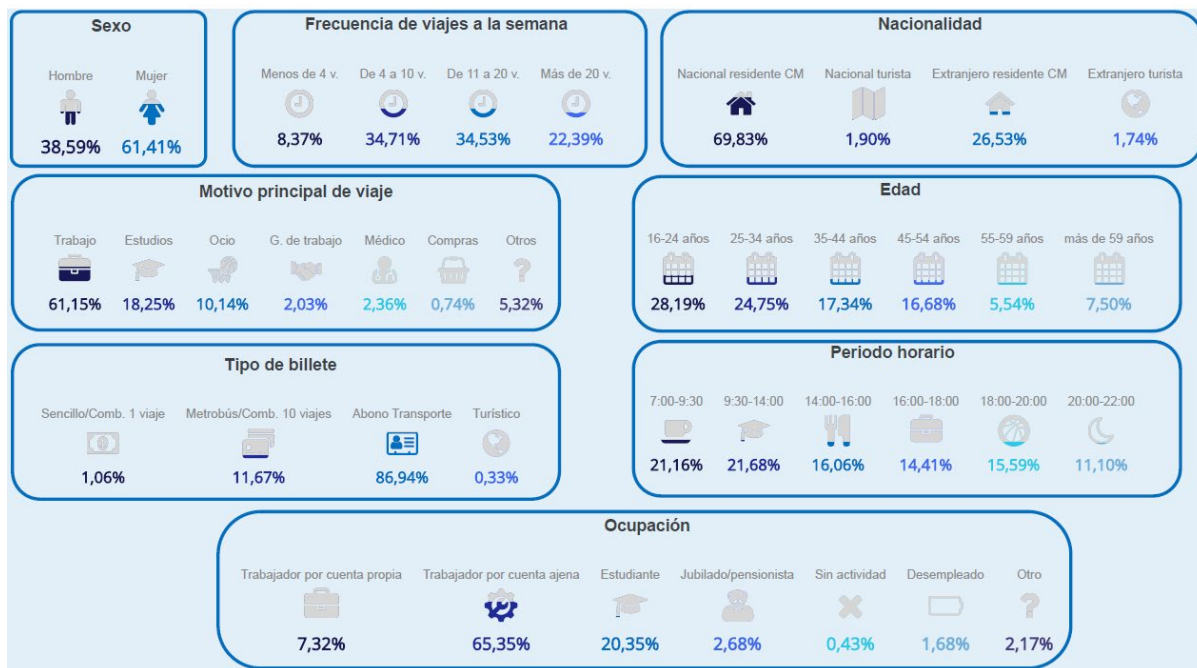 Sexo
Hombre Mujer
38,59% 61,41%
Frecuencia de viajes a la semana
Menos de 4 v. De 4 a 10 v. De 11 a 20 v. Más de 20 v.
8,37% 34,71% 34,53% 22,39%
Nacionalidad
Nacional residente CM Nacional turista Extranjero residente CM Extranjero turista
69,83% 1,90% 26,53% 1,74%
Motivo principal de viaje
Trabajo Estudios Ocio G. de trabajo Médico Compras Otros
61,15% 18,25% 10,14% 2,03% 2,36% 0,74% 5,32%
Edad
16-24 años 25-34 años 35-44 años 45-54 años 55-59 años más de 59 años
28,19% 24,75% 17,34% 16,68% 5,54% 7,50%
Tipo de billete
Sencillo/Comb. 1 viaje Metrobús/Comb. 10 viajes Abono Transporte Turístico
1,06% 11,67% 86,94% 0,33%
Periodo horario
7:00-9:30 9:30-14:00 14:00-16:00 16:00-18:00 18:00-20:00 20:00-22:00
21,16% 21,68% 16,06% 14,41% 15,59% 11,10%
Ocupación
Trabajador por cuenta propia Trabajador por cuenta ajena Estudiante Jubilado/pensionista Sin actividad Desempleado Otro
7,32% 65,35% 20,35% 2,68% 0,43% 1,68% 2,17%